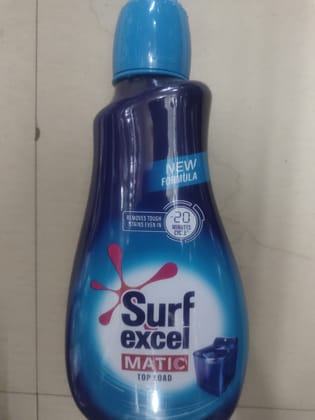 NEW
FORMULA
REMOVES TOUGH
STAINS EVEN IN
20
MINUTES
Surf
excel
MATIC
TOP LOAD